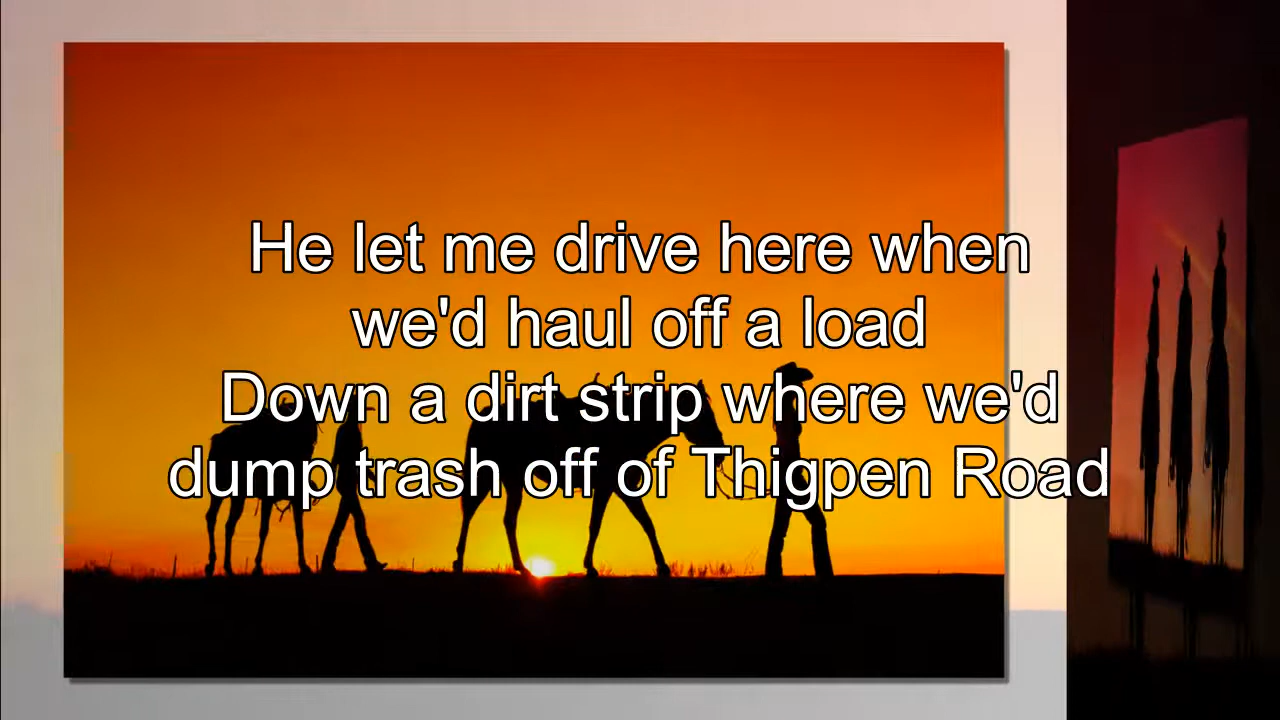 He let me drive here when
we'd haul off a load
Down a dirt strip where we'd
dump trash off of Thigpen Road